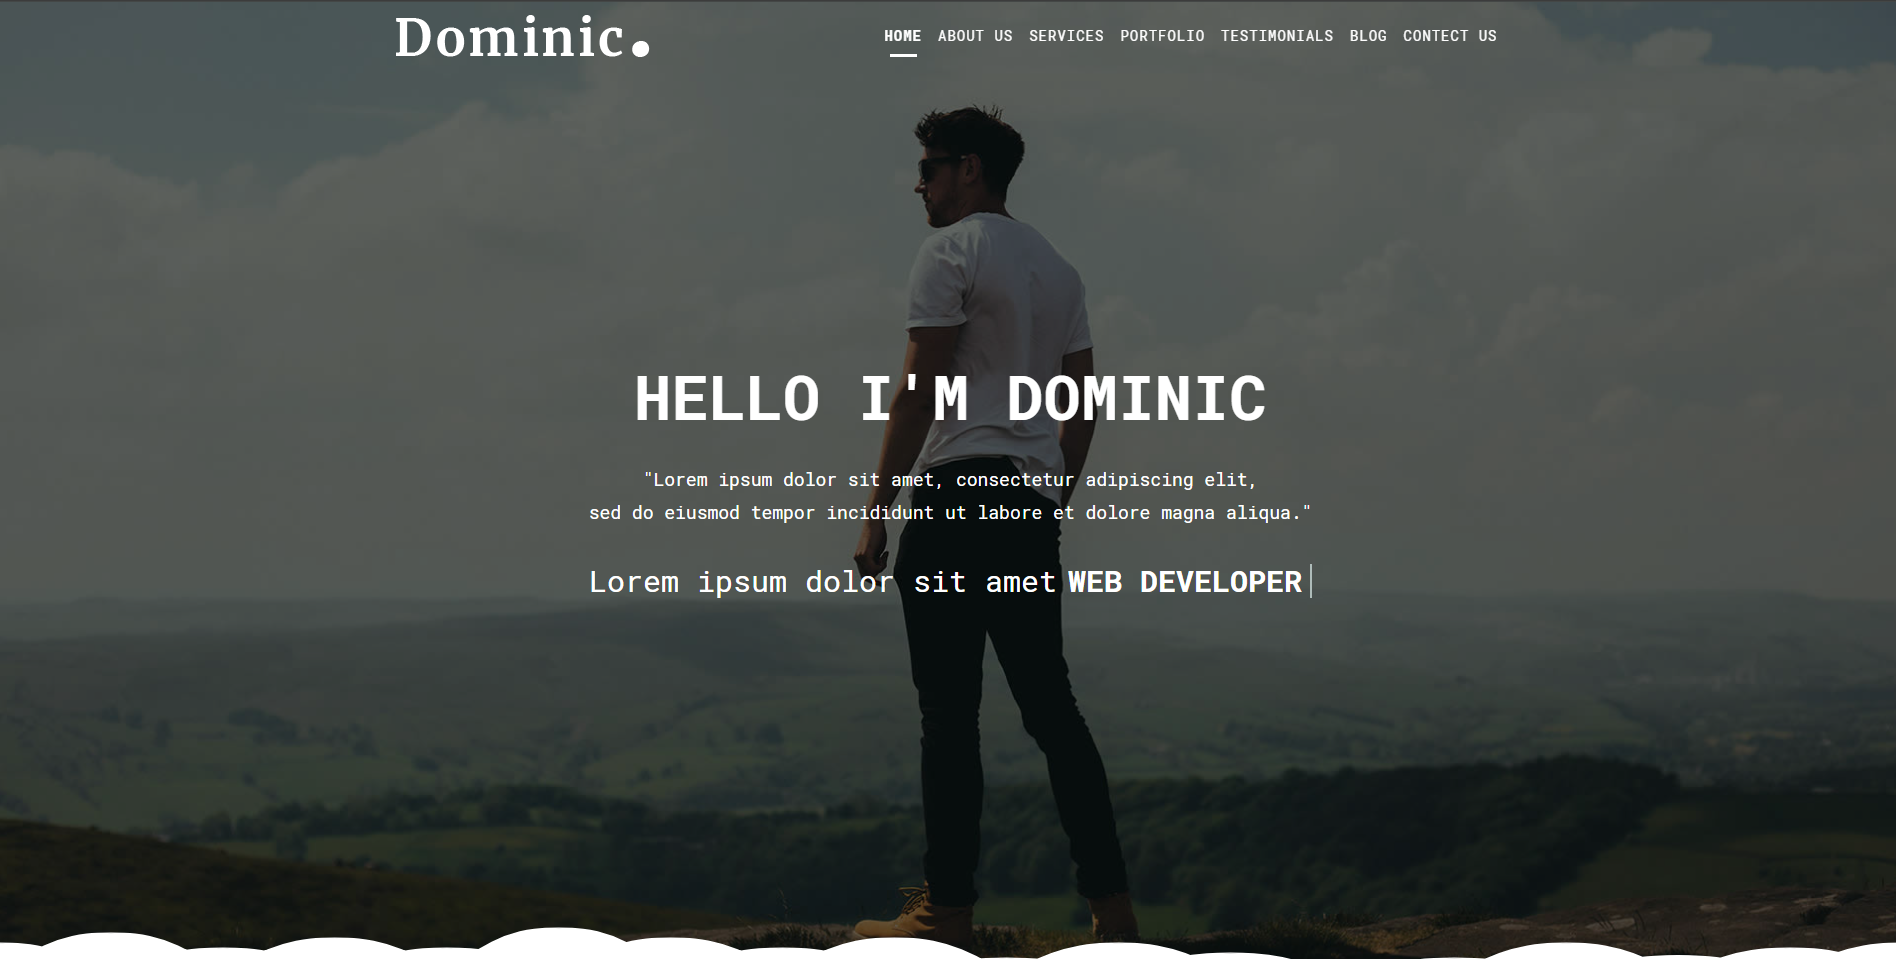 Dominic.
HOME ABOUT US SERVICES PORTFOLIO TESTIMONIALS BLOG CONTACT US
HELLO I'M DOMINIC
"Lorem ipsum dolor sit amet, consectetur adipiscing elit,
sed do eiusmod tempor incididunt ut labore et dolore magna aliqua."
Lorem ipsum dolor sit amet WEB DEVELOPER